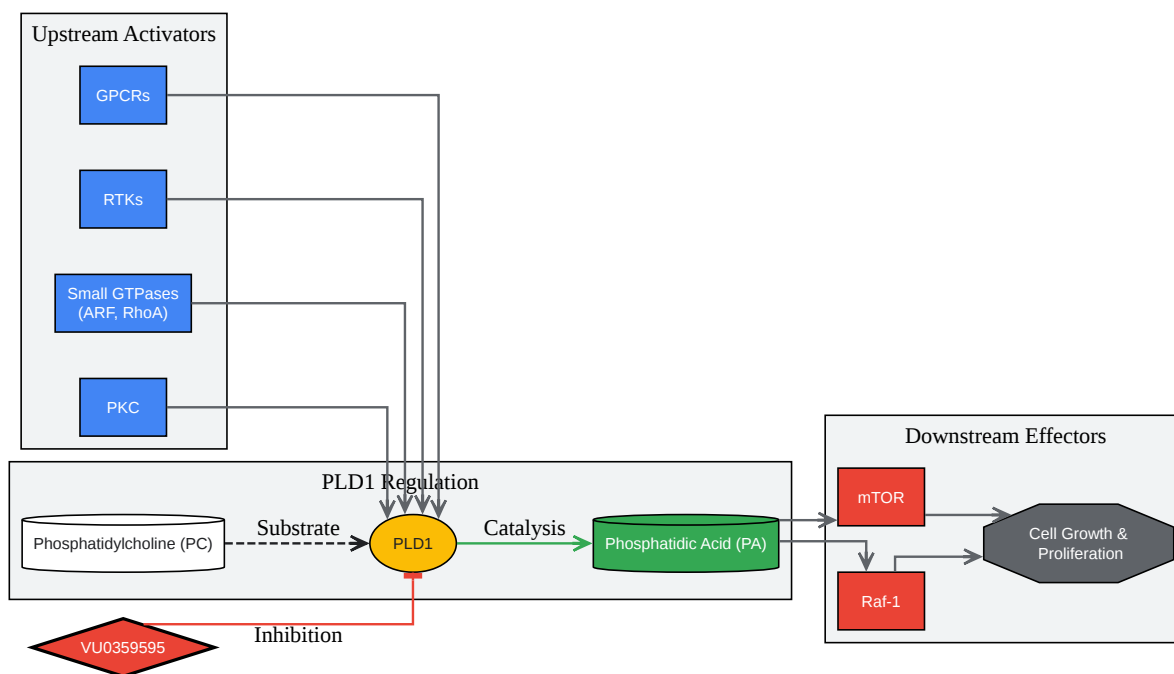 Upstream Activators
GPCRs
RTKs
Small GTPases
(ARF, RhoA)
PKC
PLD1 Regulation
Phosphatidylcholine (PC)
Substrate
PLD1
Catalysis
Phosphatidic Acid (PA)
Inhibition
VU0359595
Downstream Effectors
mTOR
Raf-1
Cell Growth &
Proliferation